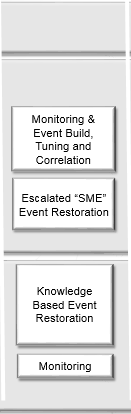 Monitoring &
Event Build,
Tuning and
Correlation
Escalated “SME”
Event Restoration
Knowledge
Based Event
Restoration
Monitoring